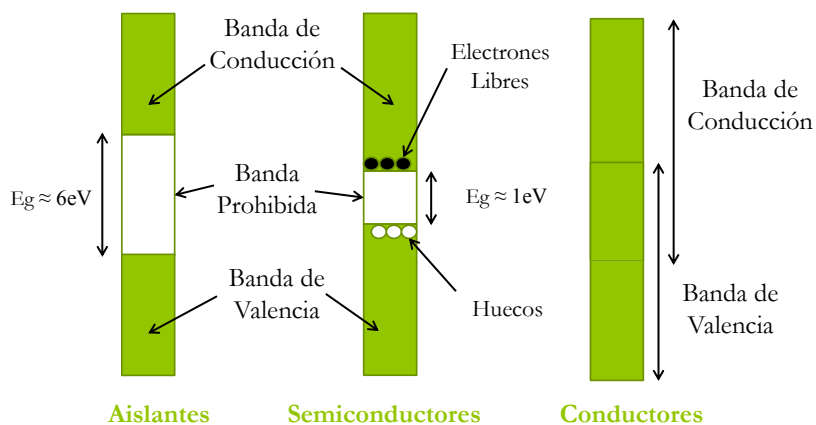 Banda de
Conducción
Electrones
Libres
Banda de
Conducción
Eg ≈ 6eV
Banda
Prohibida
Eg ≈ 1eV
Banda de
Valencia
Huecos
Banda de
Valencia
Aislantes
Semiconductores
Conductores